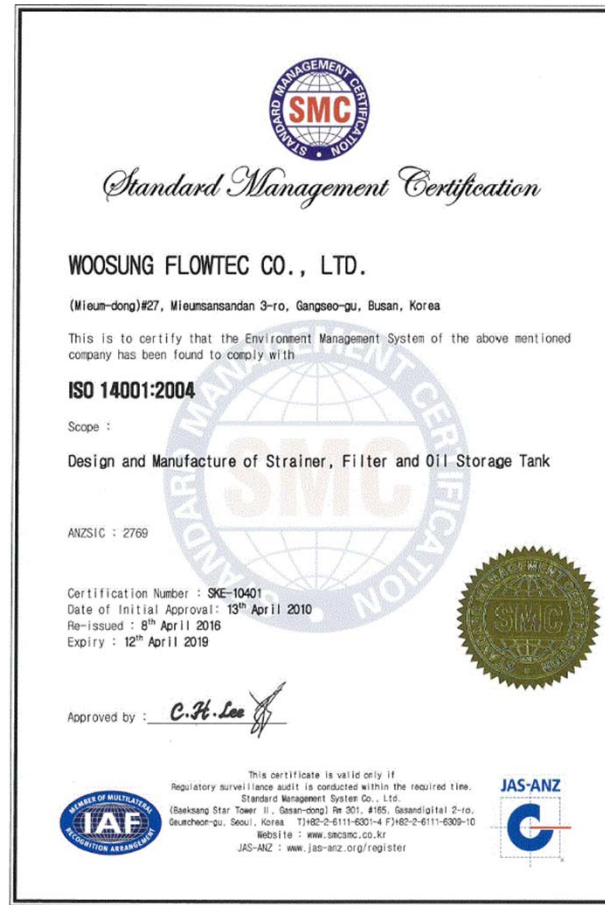 STANDARD MANAGEMENT CERTIFICATION
SMC
Standard Management Certification
WOOSUNG FLOWTEC CO., LTD.
(Mieum-dong)#27, Mieumsansandan 3-ro, Gangseo-gu, Busan, Korea
This is to certify that the Environment Management System of the above mentioned
company has been found to comply with
ISO 14001:2004
Scope :
Design and Manufacture of Strainer, Filter and Oil Storage Tank
ANZSIC : 2769
Certification Number : SKE-10401
Date of Initial Approval: 13th April 2010
Re-issued : 8th April 2016
Expiry : 12th April 2019
Approved by : C.H.Lee
This certificate is valid only if
Regulatory surveillance audit is conducted within the required time.
Standard Management System Co., Ltd.
(Baeksang Star Tower II, Gasan-dong) Rm 301, #165, Gasandigital 2-ro,
Geumcheon-gu, Seoul, Korea T)+82-2-6111-6301~4 F)+82-2-6111-6309~10
Website : www.smcsmc.co.kr
JAS-ANZ : www.jas-anz.org/register
MEMBER OF MULTILATERAL
IAF
RECOGNITION ARRANGEMENT
JAS-ANZ
STANDARD MANAGEMENT CERTIFICATION
SMC
SMC